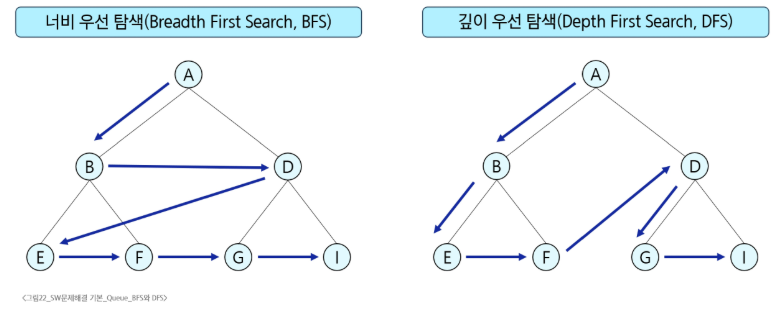 너비 우선 탐색(Breadth First Search, BFS)
A
B
D
E
F
G
I
깊이 우선 탐색(Depth First Search, DFS)
A
B
D
E
F
G
I
<그림22_SW문제해결 기본_Queue_BFS와 DFS>